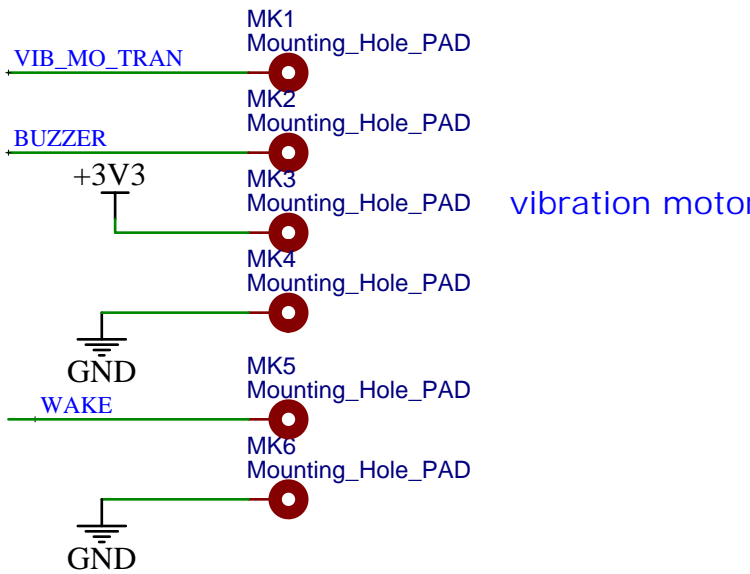 MK1
Mounting_Hole_PAD
VIB_MO_TRAN
MK2
Mounting_Hole_PAD
BUZZER
+3V3
MK3
Mounting_Hole_PAD
vibration motor
MK4
Mounting_Hole_PAD
GND
MK5
Mounting_Hole_PAD
WAKE
MK6
Mounting_Hole_PAD
GND